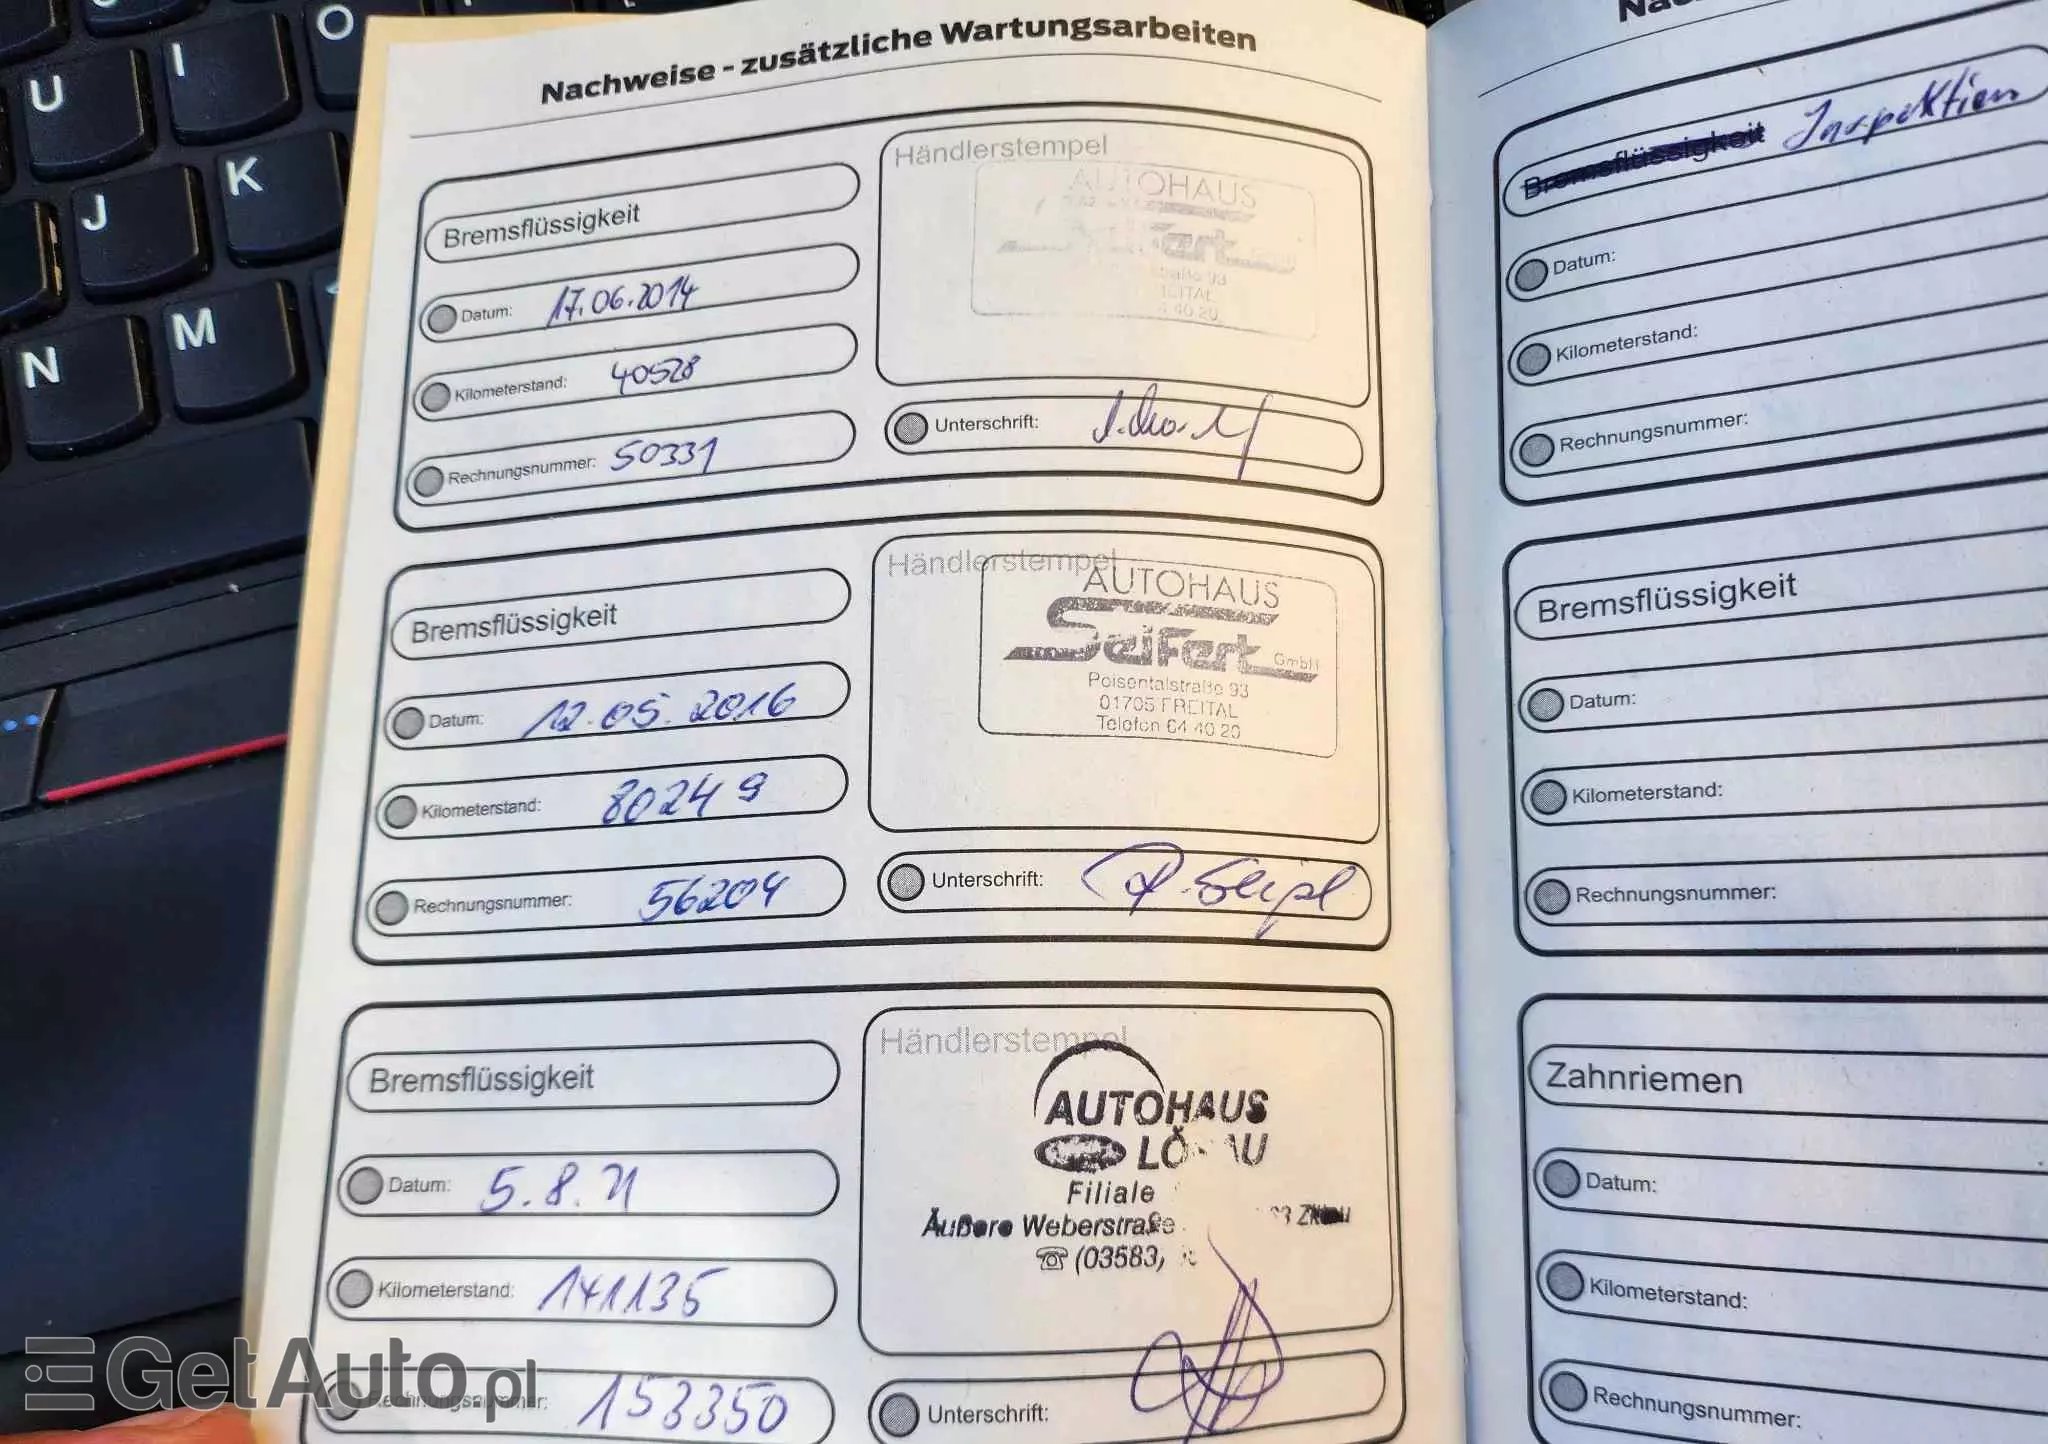 U
I
O
J
K
N
M
Nachweise - zusätzliche Wartungsarbeiten
Bremsflüssigkeit
Datum: 17.06.2014
Kilometerstand: 40528
Rechnungsnummer: 50331
Händlerstempel
AUTOHAUS
Seifert
Unterschrift:
Bremsflüssigkeit
Datum: 12.05.2016
Kilometerstand: 80249
Rechnungsnummer: 56204
Händlerstempel
AUTOHAUS
Seifert GmbH
Poisentalstraße 93
01705 FREITAL
Telefon 64 40 20
Unterschrift:
Bremsflüssigkeit
Datum: 5.8.21
Kilometerstand: 141135
Rechnungsnummer: 153350
Händlerstempel
AUTOHAUS
Filiale
Äußere Weberstraße
(03583)
Unterschrift:
Bremsflüssigkeit Inspektion
Datum:
Kilometerstand:
Rechnungsnummer:
Bremsflüssigkeit
Datum:
Kilometerstand:
Rechnungsnummer:
Zahnriemen
Datum:
Kilometerstand:
Rechnungsnummer:
GetAuto.pl